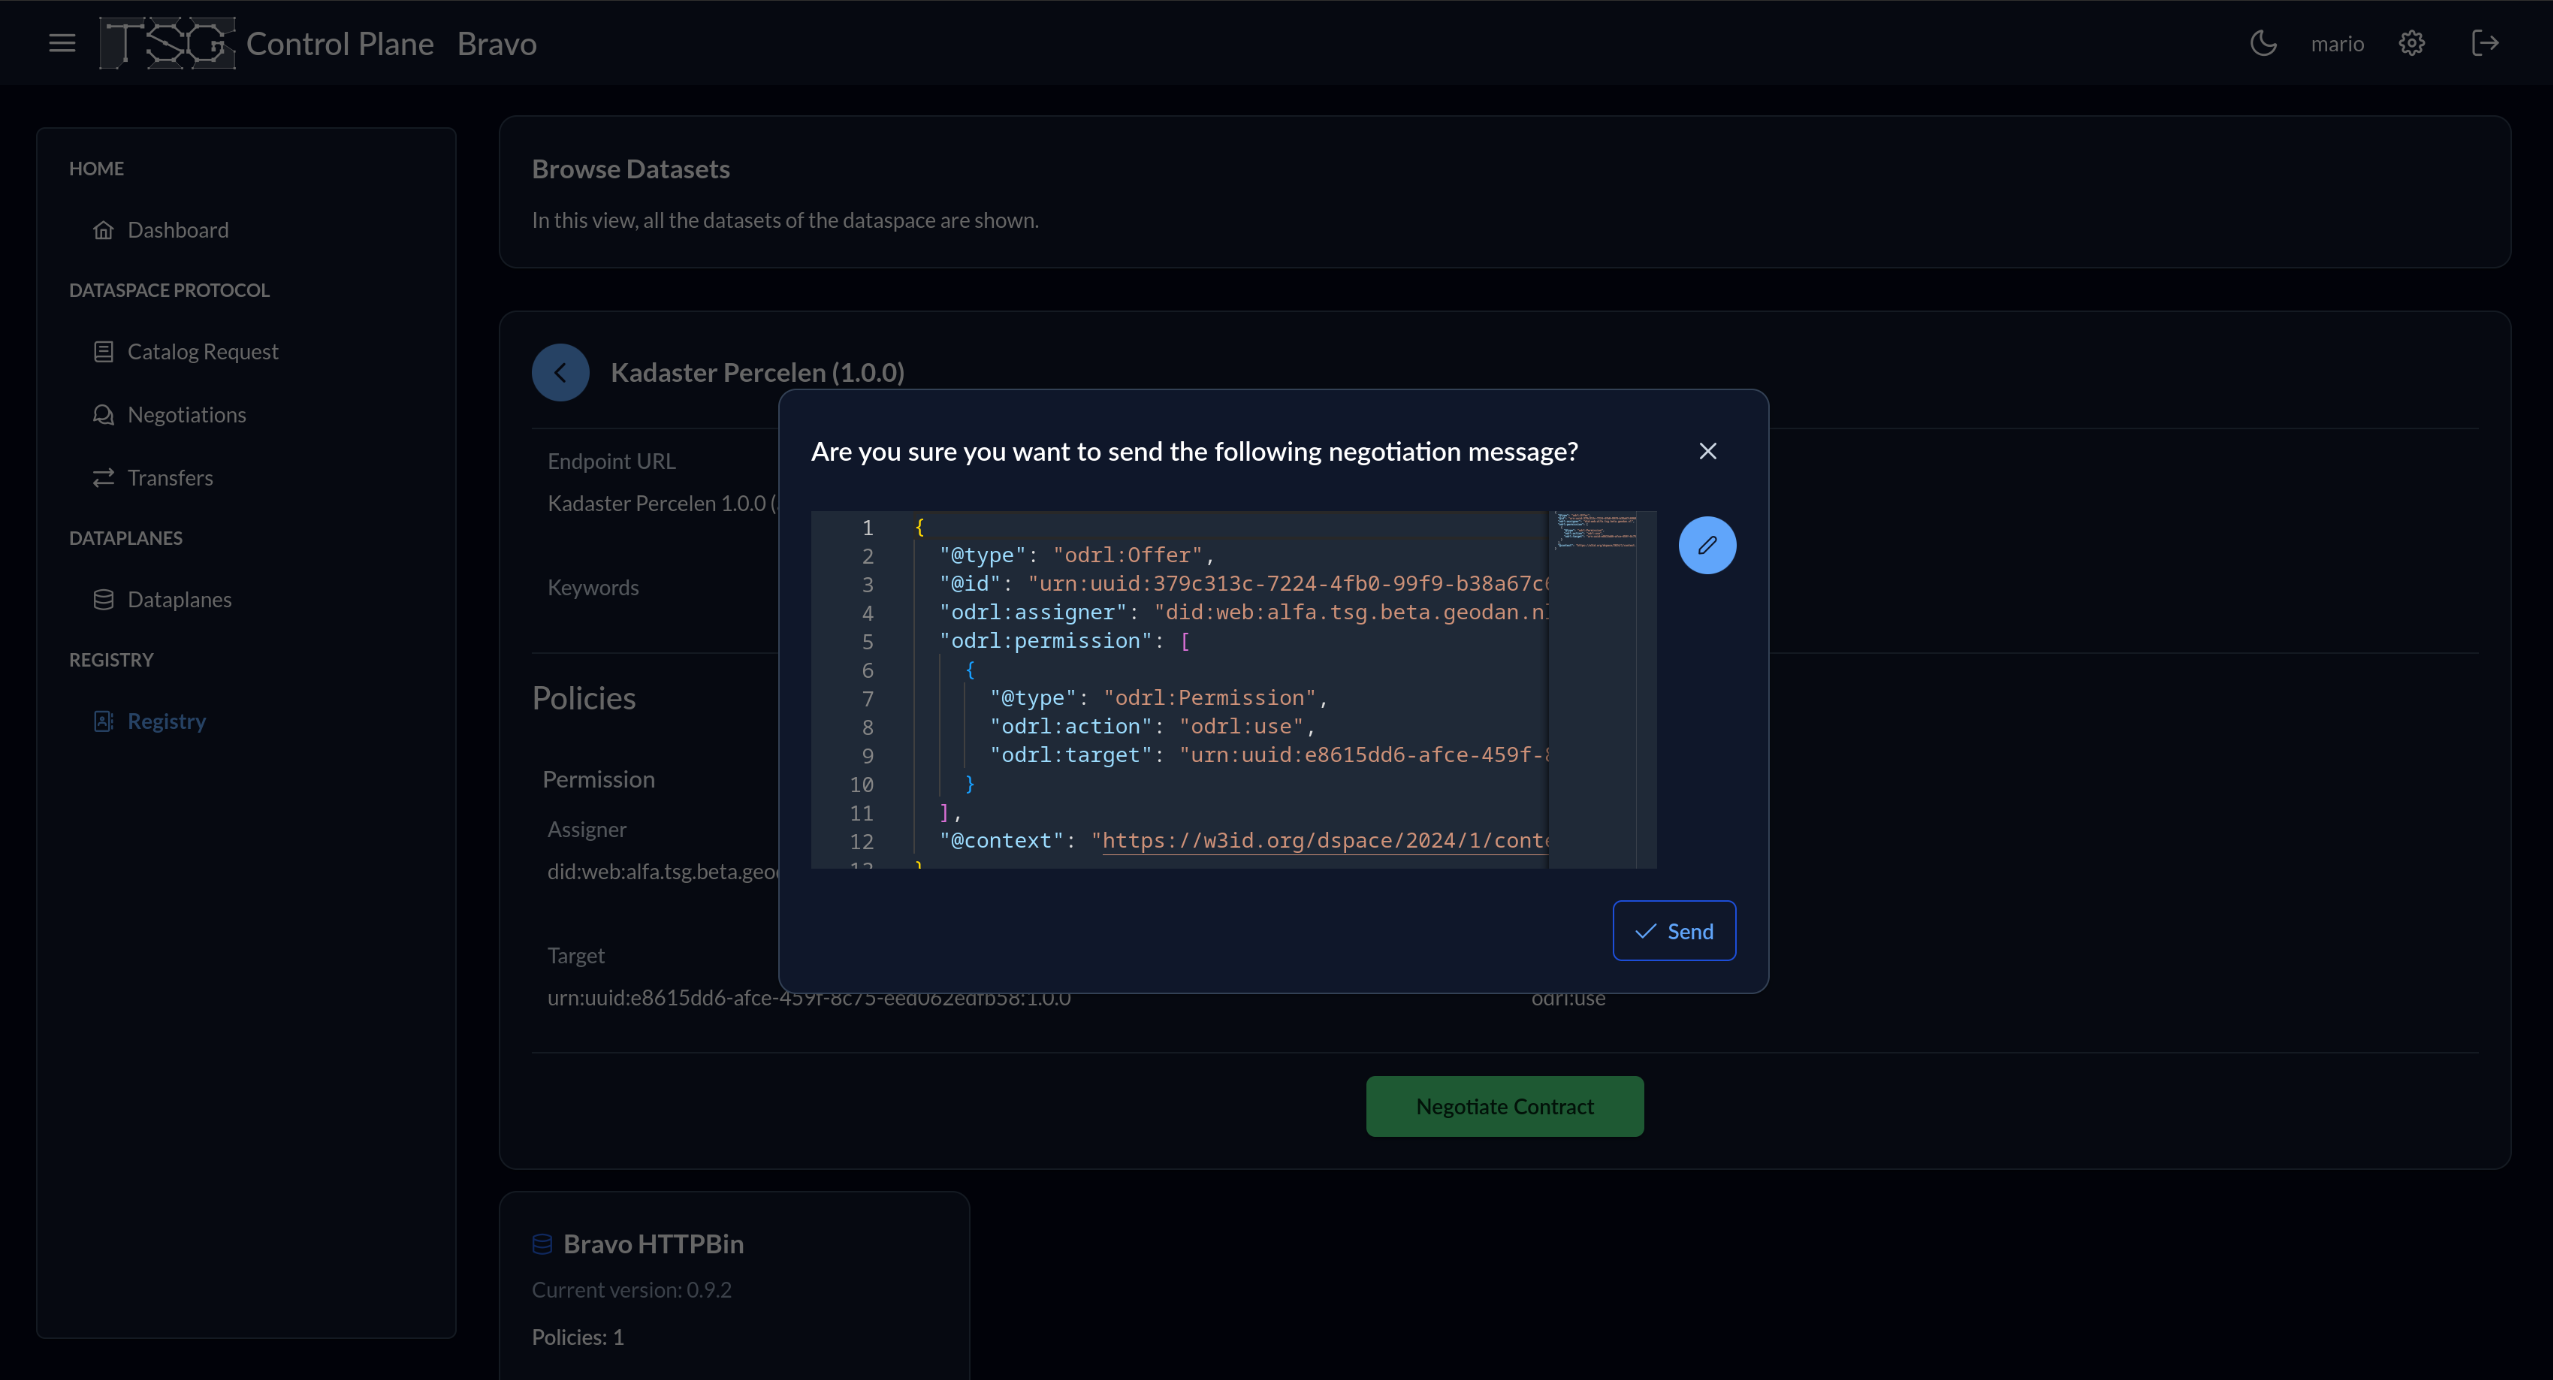 TSG Control Plane Bravo
mario
HOME
Dashboard
DATASPACE PROTOCOL
Catalog Request
Negotiations
Transfers
DATAPLANES
Dataplanes
REGISTRY
Registry
Browse Datasets
In this view, all the datasets of the dataspace are shown.
Kadaster Percelen (1.0.0)
Endpoint URL
Kadaster Percelen 1.0.0 (
Keywords
Policies
Permission
Assigner
did:web:alfa.tsg.beta.geo
Target
urn:uuid:e8615dd6-afce-459f-8c75-eed062edfb58:1.0.0
odrl:use
Negotiate Contract
Are you sure you want to send the following negotiation message?
1 {
2 "@type": "odrl:Offer",
3 "@id": "urn:uuid:379c313c-7224-4fb0-99f9-b38a67c
4 "odrl:assigner": "did:web:alfa.tsg.beta.geodan.n
5 "odrl:permission": [
6 {
7 "@type": "odrl:Permission",
8 "odrl:action": "odrl:use",
9 "odrl:target": "urn:uuid:e8615dd6-afce-459f-
10 }
11 ],
12 "@context": "https://w3id.org/dspace/2024/1/conte
13 }
Send
Bravo HTTPBin
Current version: 0.9.2
Policies: 1